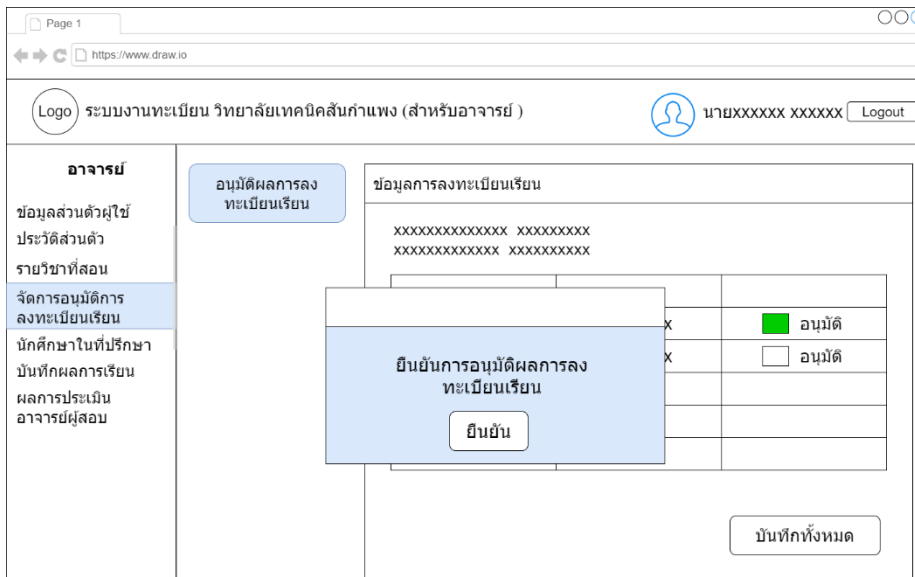 Page 1
https://www.draw.io
Logo ระบบงานทะเบียน วิทยาลัยเทคนิคสันกำแพง (สำหรับอาจารย์ )
นายxxxxxx xxxxxx Logout
อาจารย์
ข้อมูลส่วนตัวผู้ใช้
ประวัติส่วนตัว
รายวิชาที่สอน
จัดการอนุมัติการ
ลงทะเบียนเรียน
นักศึกษาในที่ปรึกษา
บันทึกผลการเรียน
ผลการประเมิน
อาจารย์ผู้สอบ
อนุมัติผลการลง
ทะเบียนเรียน
ข้อมูลการลงทะเบียนเรียน
xxxxxxxxxxxxxx xxxxxxxxx
xxxxxxxxxxxxx xxxxxxxxxx
x อนุมัติ
x อนุมัติ
ยืนยันการอนุมัติผลการลง
ทะเบียนเรียน
ยืนยัน
บันทึกทั้งหมด